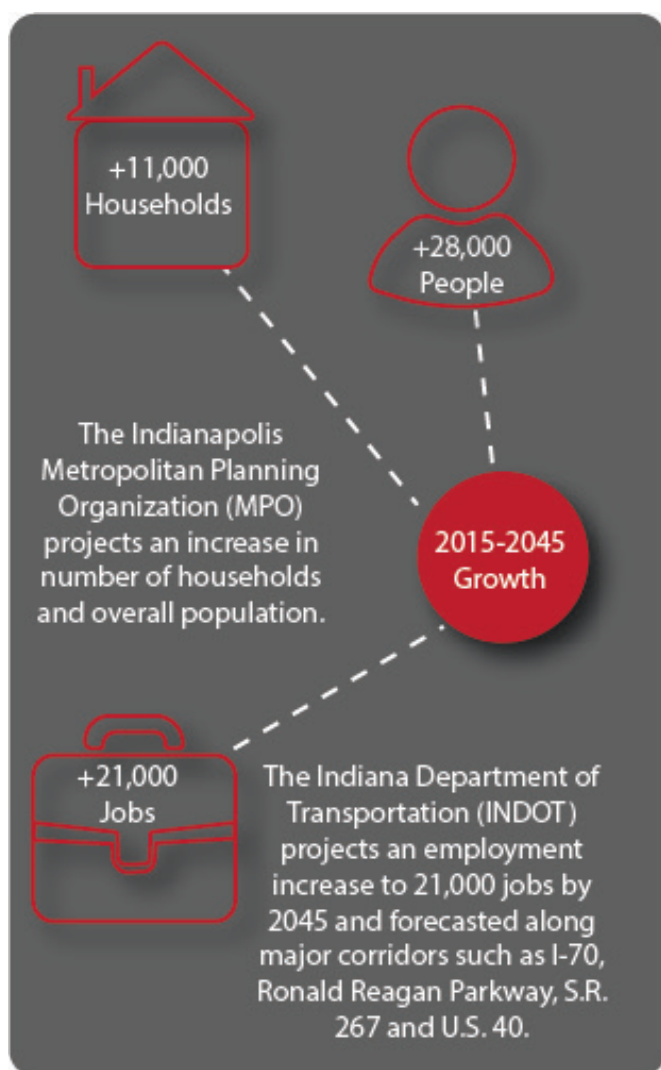 +11,000
Households
+28,000
People
The Indianapolis
Metropolitan Planning
Organization (MPO)
projects an increase in
number of households
and overall population.
2015-2045
Growth
+21,000
Jobs
The Indiana Department of
Transportation (INDOT)
projects an employment
increase to 21,000 jobs by
2045 and forecasted along
major corridors such as I-70,
Ronald Reagan Parkway, S.R.
267 and U.S. 40.